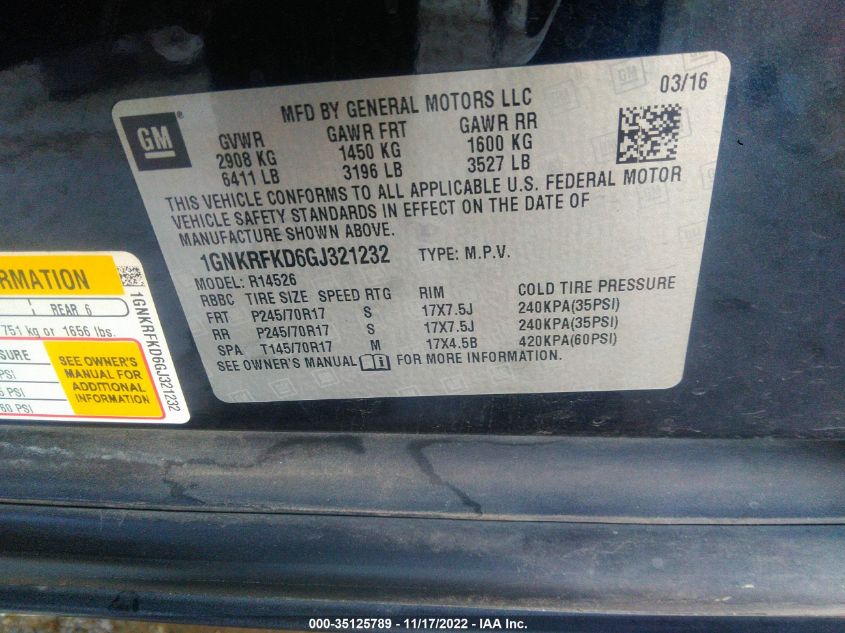 03/16
MFD BY GENERAL MOTORS LLC
GM
GVWR GAWR FRT GAWR RR
2908 KG 1450 KG 1600 KG
6411 LB 3196 LB 3527 LB
THIS VEHICLE CONFORMS TO ALL APPLICABLE U.S. FEDERAL MOTOR
VEHICLE SAFETY STANDARDS IN EFFECT ON THE DATE OF
MANUFACTURE SHOWN ABOVE.
1GNKRFKD6GJ321232 TYPE: M.P.V.
MODEL: R14526
RBBC TIRE SIZE SPEED RTG RIM COLD TIRE PRESSURE
FRT P245/70R17 S 17X7.5J 240KPA(35PSI)
RR P245/70R17 S 17X7.5J 240KPA(35PSI)
SPA T145/70R17 M 17X4.5B 420KPA(60PSI)
SEE OWNER'S MANUAL FOR MORE INFORMATION.
RMATION
REAR 6
751 kg or 1656 lbs.
SURE
PSI
PSI
60 PSI
SEE OWNER'S
MANUAL FOR
ADDITIONAL
INFORMATION
1GNKRFKD6GJ321232
000-35125789 - 11/17/2022 - IAA Inc.